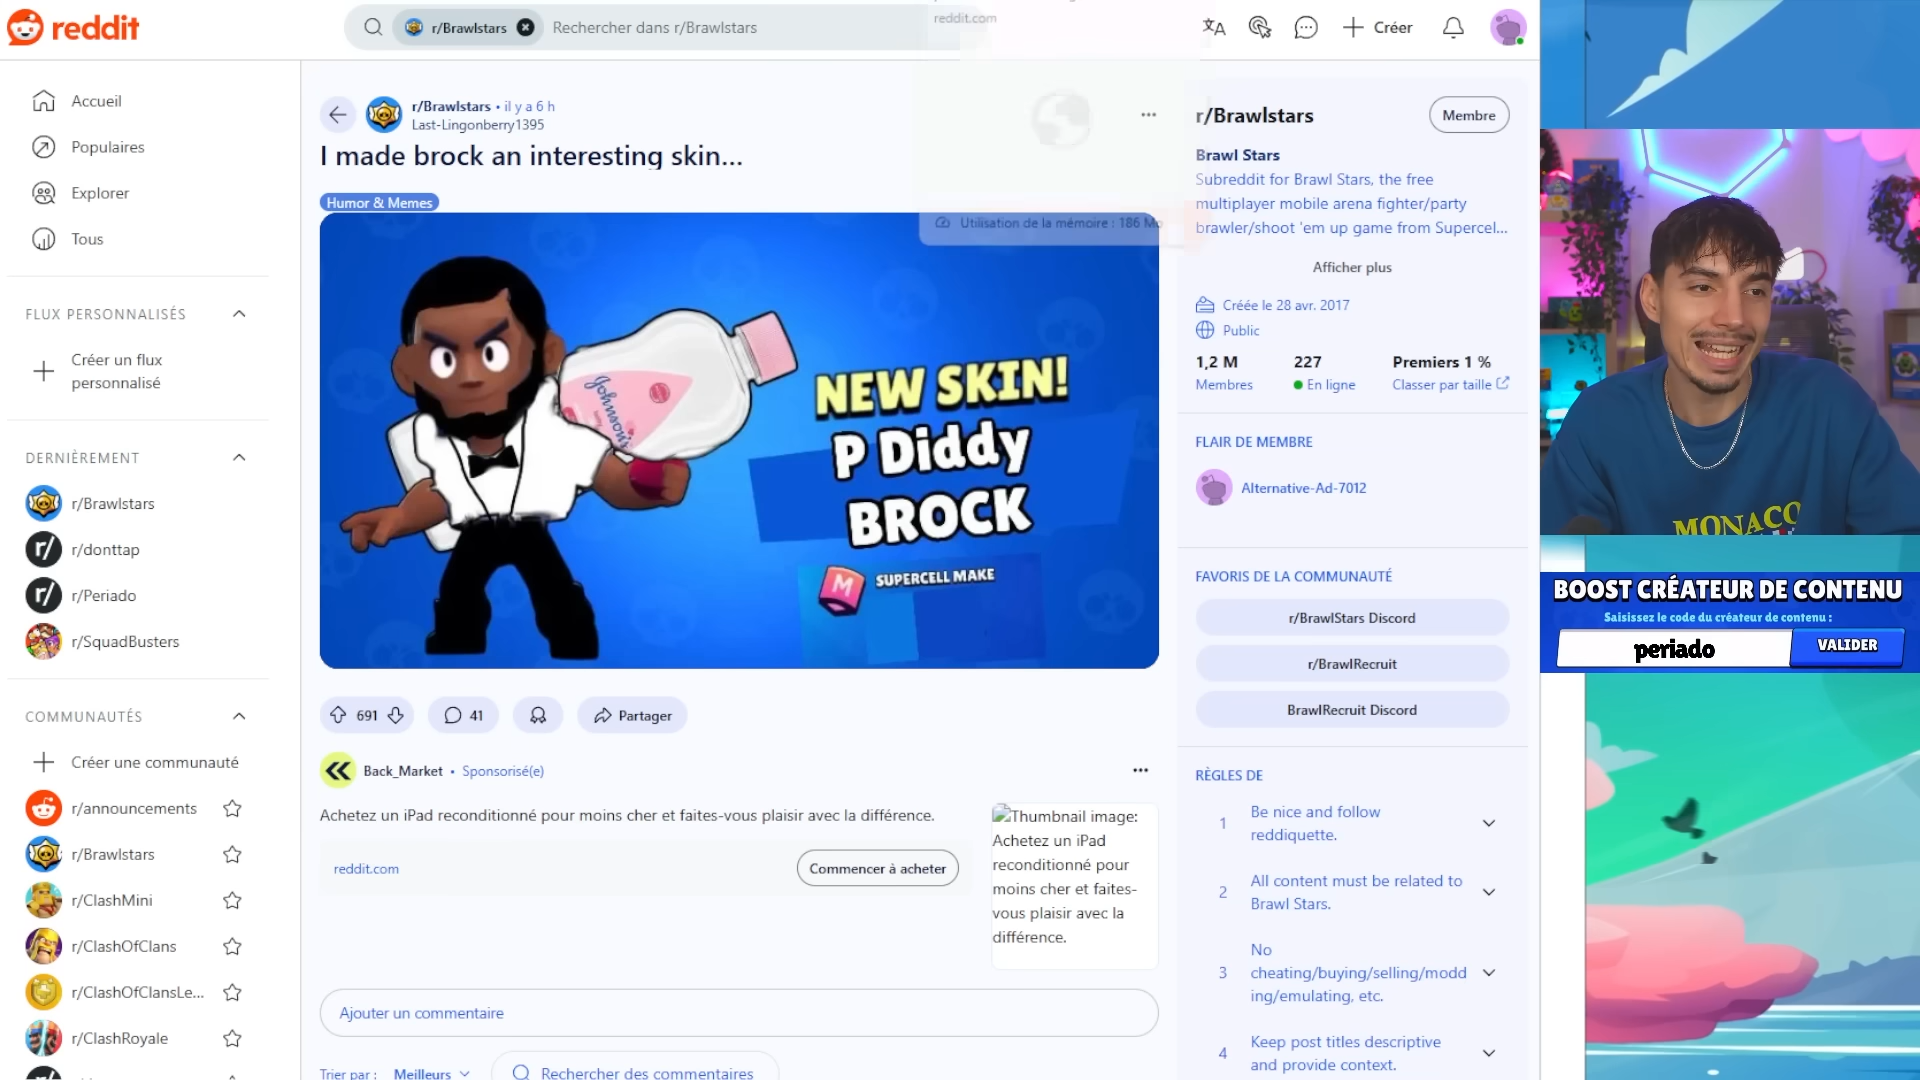 reddit
r/Brawlstars
Rechercher dans r/Brawlstars
reddit.com
Créer
Accueil
Populaires
Explorer
Tous
FLUX PERSONNALISÉS
Créer un flux
personnalisé
DERNIÈREMENT
r/Brawlstars
r/donttap
r/Periado
r/SquadBusters
COMMUNAUTÉS
Créer une communauté
r/announcements
r/Brawlstars
r/ClashMini
r/ClashOfClans
r/ClashOfClansLe...
r/ClashRoyale
r/Brawlstars • il y a 6 h
Last-Lingonberry1395
I made brock an interesting skin...
Humor & Memes
Utilisation de la mémoire : 186 Mo
Johnson's
NEW SKIN!
P Diddy
BROCK
M
SUPERCELL MAKE
691
41
Partager
Back_Market • Sponsorisé(e)
Achetez un iPad reconditionné pour moins cher et faites-vous plaisir avec la différence.
reddit.com
Commencer à acheter
Thumbnail image:
Achetez un iPad
reconditionné pour
moins cher et faites-
vous plaisir avec la
différence.
Ajouter un commentaire
Trier par :
Meilleurs
Rechercher des commentaires
r/Brawlstars
Membre
Brawl Stars
Subreddit for Brawl Stars, the free
multiplayer mobile arena fighter/party
brawler/shoot 'em up game from Supercel...
Afficher plus
Créée le 28 avr. 2017
Public
1,2 M
227
Premiers 1 %
Membres
En ligne
Classer par taille
FLAIR DE MEMBRE
Alternative-Ad-7012
FAVORIS DE LA COMMUNAUTÉ
r/BrawlStars Discord
r/BrawlRecruit
BrawlRecruit Discord
RÈGLES DE
1
Be nice and follow
reddiquette.
2
All content must be related to
Brawl Stars.
3
No
cheating/buying/selling/modd
ing/emulating, etc.
4
Keep post titles descriptive
and provide context.
MONACO
BOOST CRÉATEUR DE CONTENU
Saisissez le code du créateur de contenu :
periado
VALIDER